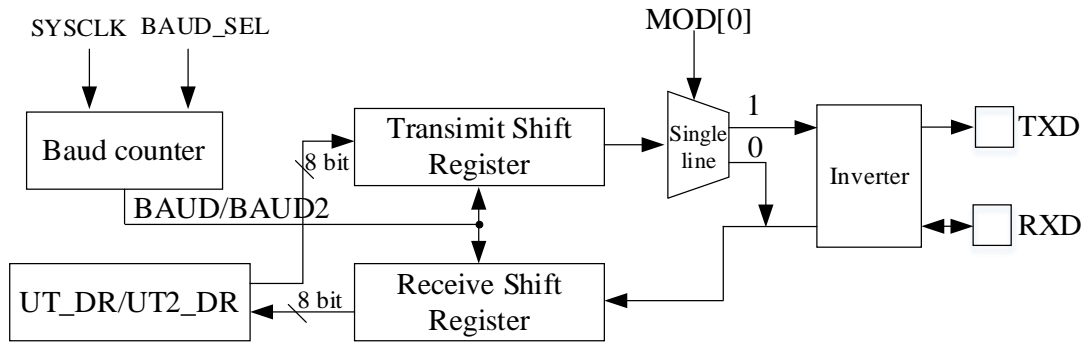 SYSCLK
BAUD_SEL
MOD[0]
Baud counter
Transimit Shift
Register
8 bit
Single
line
1
0
Inverter
TXD
RXD
BAUD/BAUD2
UT_DR/UT2_DR
8 bit
Receive Shift
Register